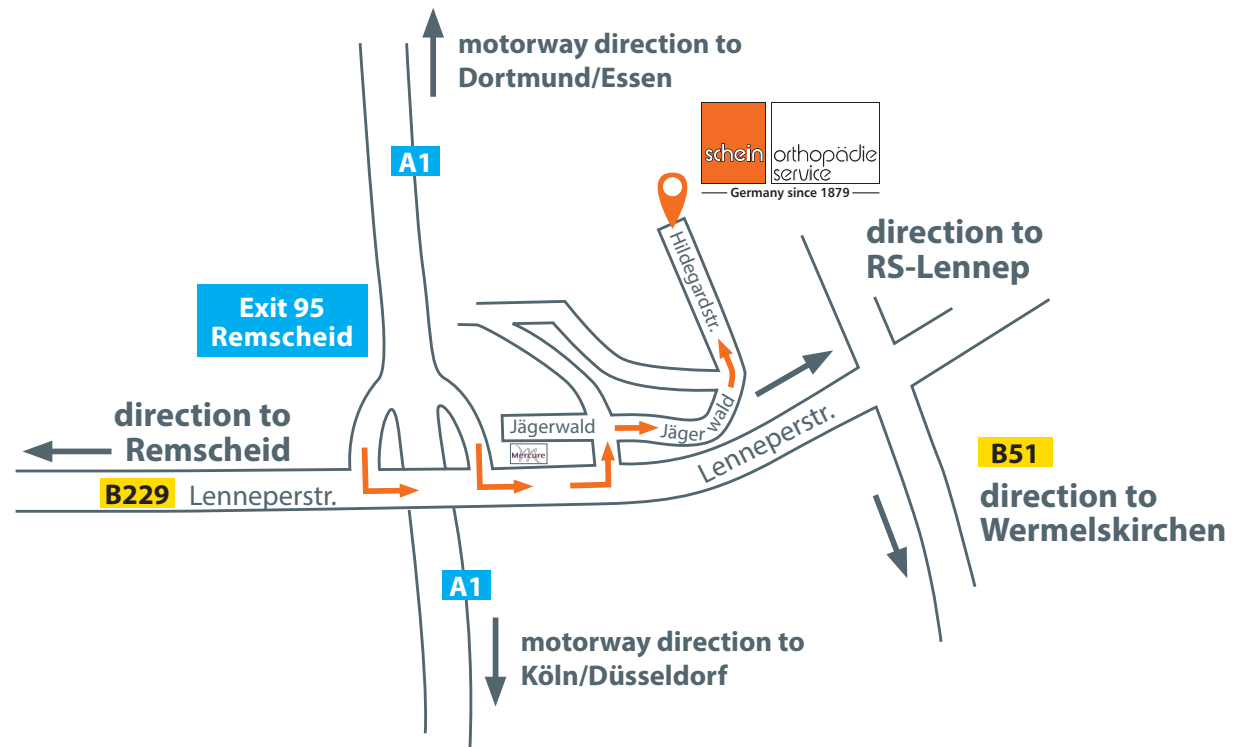 motorway direction to
Dortmund/Essen
A1
schein
orthopädie
service
Germany since 1879
Hildegardstr.
direction to
RS-Lennep
Exit 95
Remscheid
direction to
Remscheid
Jägerwald
Jäger wald
Mercure
Lenneperstr.
B229 Lenneperstr.
B51
direction to
Wermelskirchen
A1
motorway direction to
Köln/Düsseldorf